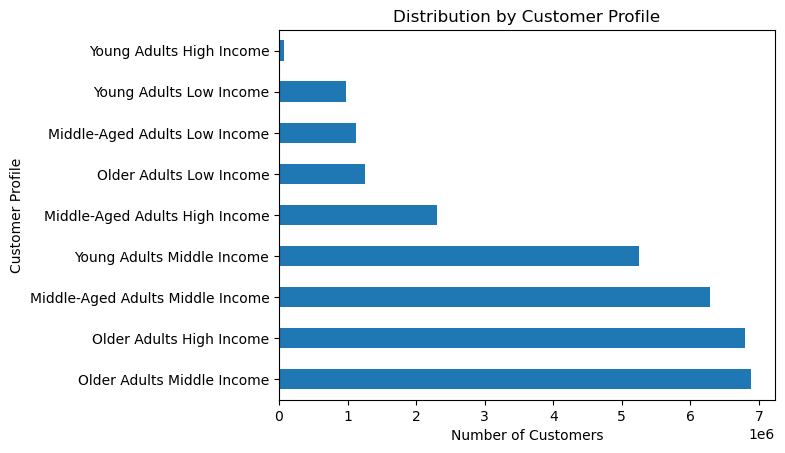 Distribution by Customer Profile
Customer Profile
Young Adults High Income
Young Adults Low Income
Middle-Aged Adults Low Income
Older Adults Low Income
Middle-Aged Adults High Income
Young Adults Middle Income
Middle-Aged Adults Middle Income
Older Adults High Income
Older Adults Middle Income
0 1 2 3 4 5 6 7
1e6
Number of Customers